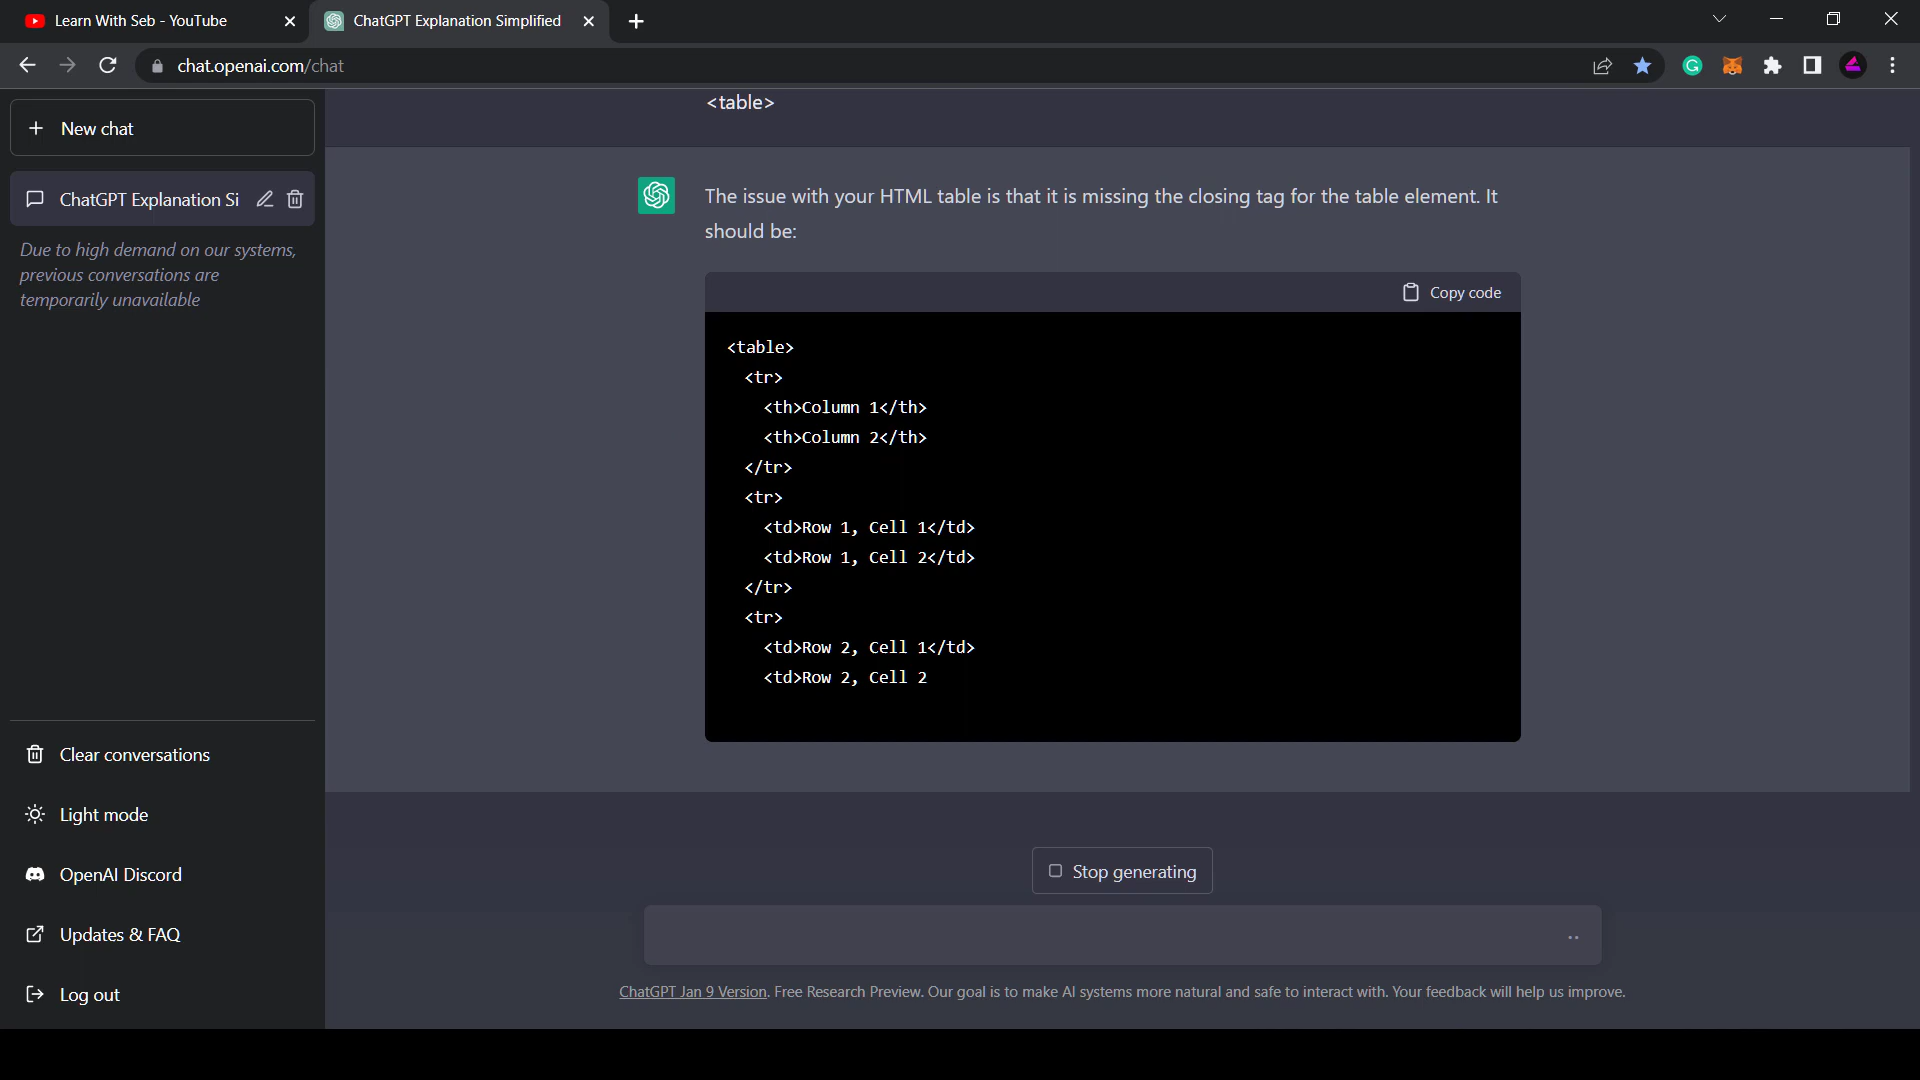 Learn With Seb - YouTube
ChatGPT Explanation Simplified
chat.openai.com/chat
New chat
ChatGPT Explanation Si
Due to high demand on our systems,
previous conversations are
temporarily unavailable
<table>
The issue with your HTML table is that it is missing the closing tag for the table element. It
should be:
Copy code
<table>
<tr>
<th>Column 1</th>
<th>Column 2</th>
</tr>
<tr>
<td>Row 1, Cell 1</td>
<td>Row 1, Cell 2</td>
</tr>
<tr>
<td>Row 2, Cell 1</td>
<td>Row 2, Cell 2
Clear conversations
Light mode
OpenAI Discord
Updates & FAQ
Log out
Stop generating
ChatGPT Jan 9 Version. Free Research Preview. Our goal is to make AI systems more natural and safe to interact with. Your feedback will help us improve.